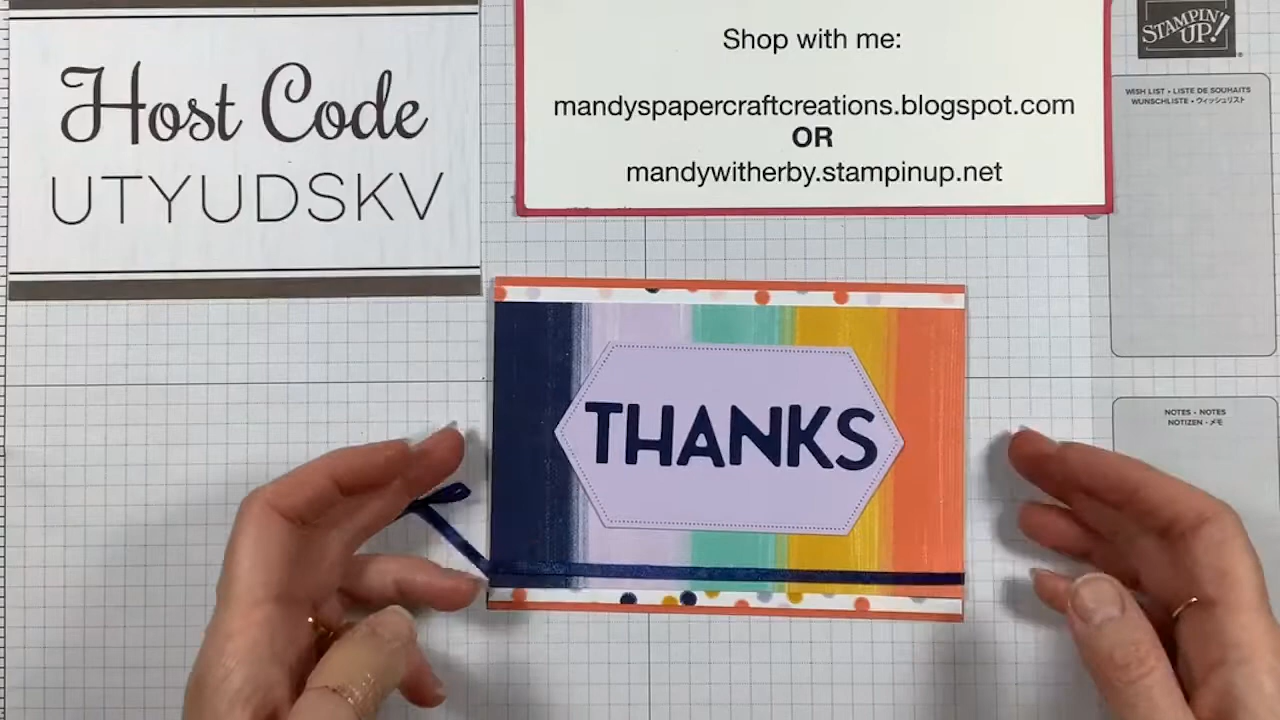 Host Code
UTYUDSKV
Shop with me:
mandyspapercraftcreations.blogspot.com
OR
mandywitherby.stampinup.net
STAMPIN' UP!®
WISH LIST • LISTE DE SOUHAITS
WUNSCHLISTE • ウィッシュリスト
NOTES • NOTES
NOTIZEN • メモ
THANKS